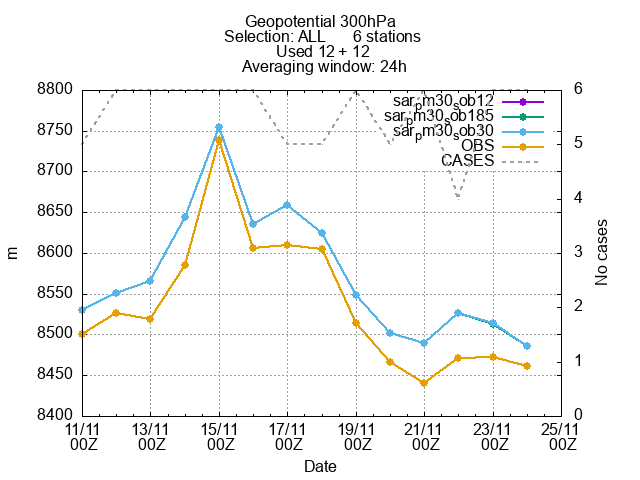 Geopotential 300hPa
Selection: ALL      6 stations
Used 12 + 12
Averaging window: 24h
8800
8750
8700
8650
8600
8550
8500
8450
8400
m
6
5
4
3
2
1
0
No cases
sarpm30sob12
sarpm30sob185
sarpm30sob30
OBS
CASES
11/11 13/11 15/11 17/11 19/11 21/11 23/11 25/11
00Z 00Z 00Z 00Z 00Z 00Z 00Z 00Z
Date